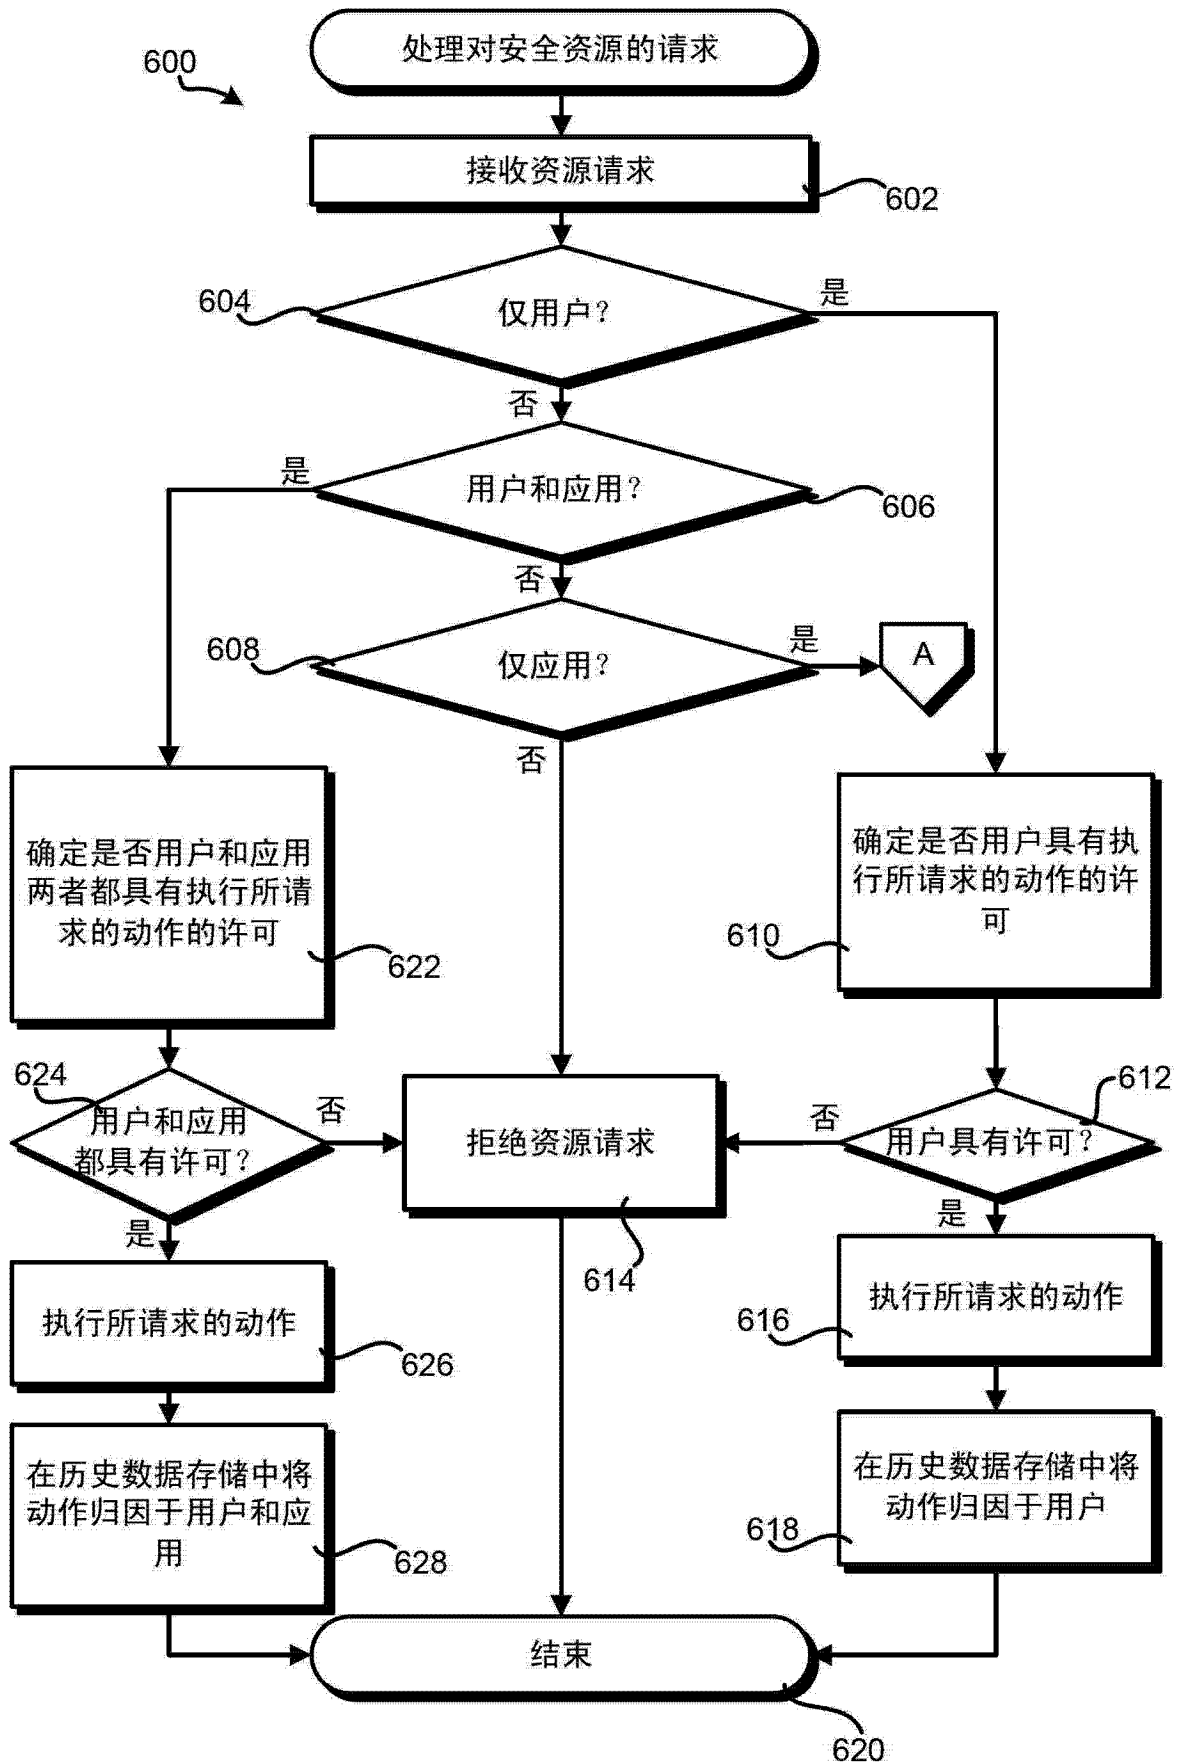 处理对安全资源的请求
600
接收资源请求
602
604
仅用户？
是
否
是
用户和应用？
606
否
608
仅应用？
是
A
否
确定是否用户和应用
两者都具有执行所请
求的动作的许可
622
确定是否用户具有执
行所请求的动作的许
可
610
624
用户和应用
都具有许可？
否
是
拒绝资源请求
614
612
用户具有许可？
否
是
执行所请求的动作
626
执行所请求的动作
616
在历史数据存储中将
动作归因于用户和应
用
628
在历史数据存储中将
动作归因于用户
618
结束
620